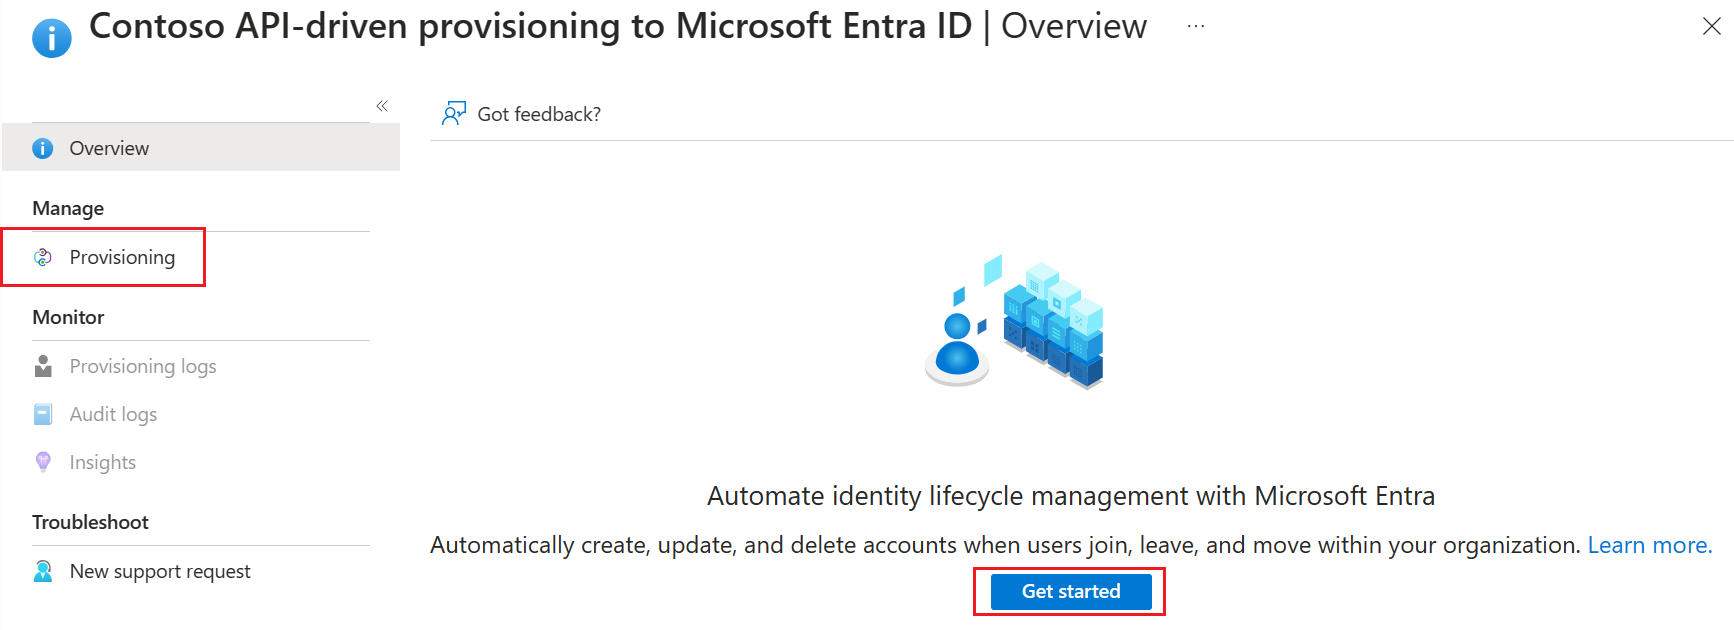 Contoso API-driven provisioning to Microsoft Entra ID | Overview ...
«
Got feedback?
Overview
Manage
Provisioning
Monitor
Provisioning logs
Audit logs
Insights
Troubleshoot
New support request
Automate identity lifecycle management with Microsoft Entra
Automatically create, update, and delete accounts when users join, leave, and move within your organization. Learn more.
Get started